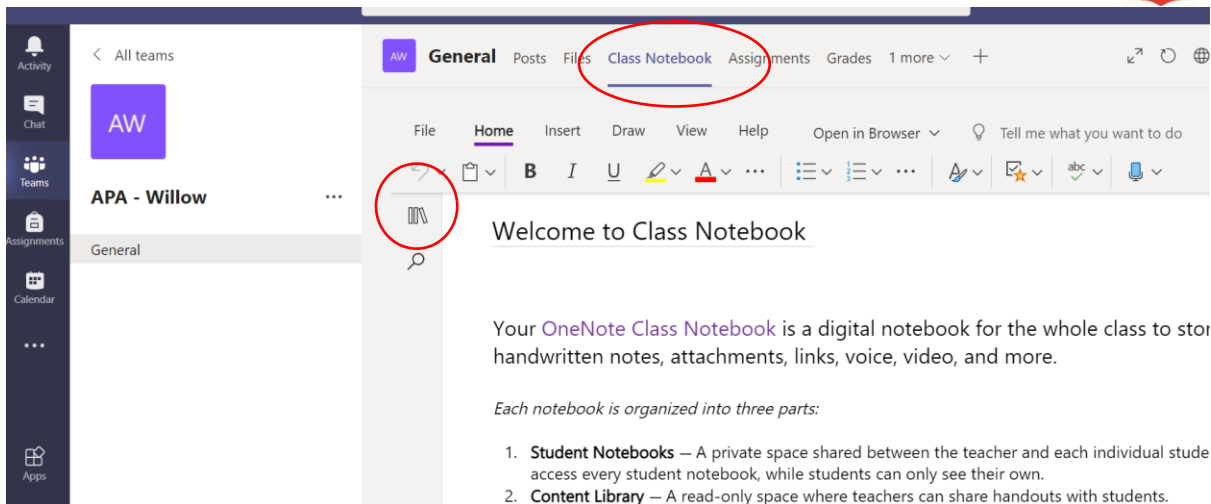 Activity
Chat
Teams
Assignments
Calendar
Apps
All teams
AW
APA - Willow
General
AW General Posts Files Class Notebook Assignments Grades 1 more
File Home Insert Draw View Help Open in Browser Tell me what you want to do
B I U A abc
Welcome to Class Notebook
Your OneNote Class Notebook is a digital notebook for the whole class to stor
handwritten notes, attachments, links, voice, video, and more.
Each notebook is organized into three parts:
1. Student Notebooks — A private space shared between the teacher and each individual stude
access every student notebook, while students can only see their own.
2. Content Library — A read-only space where teachers can share handouts with students.